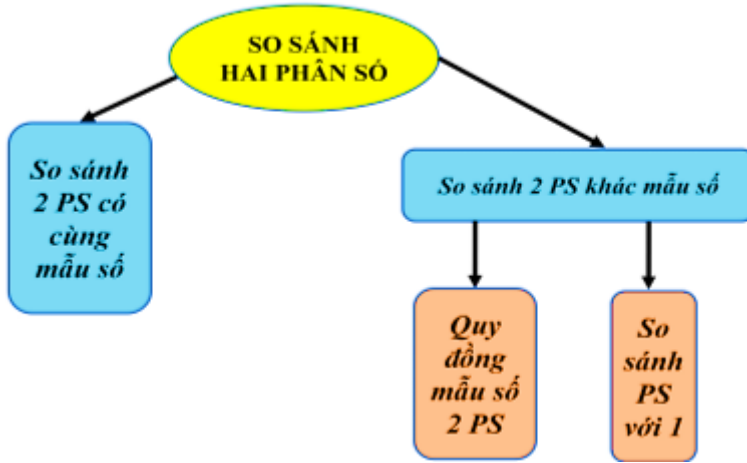 SO SÁNH
HAI PHÂN SỐ
So sánh
2 PS có
cùng
mẫu số
So sánh 2 PS khác mẫu số
Quy
đồng
mẫu số
2 PS
So
sánh
PS
với 1